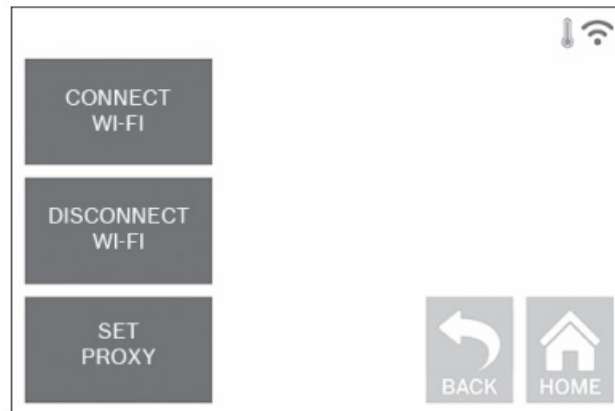 CONNECT
WI-FI
DISCONNECT
WI-FI
SET
PROXY
BACK
HOME